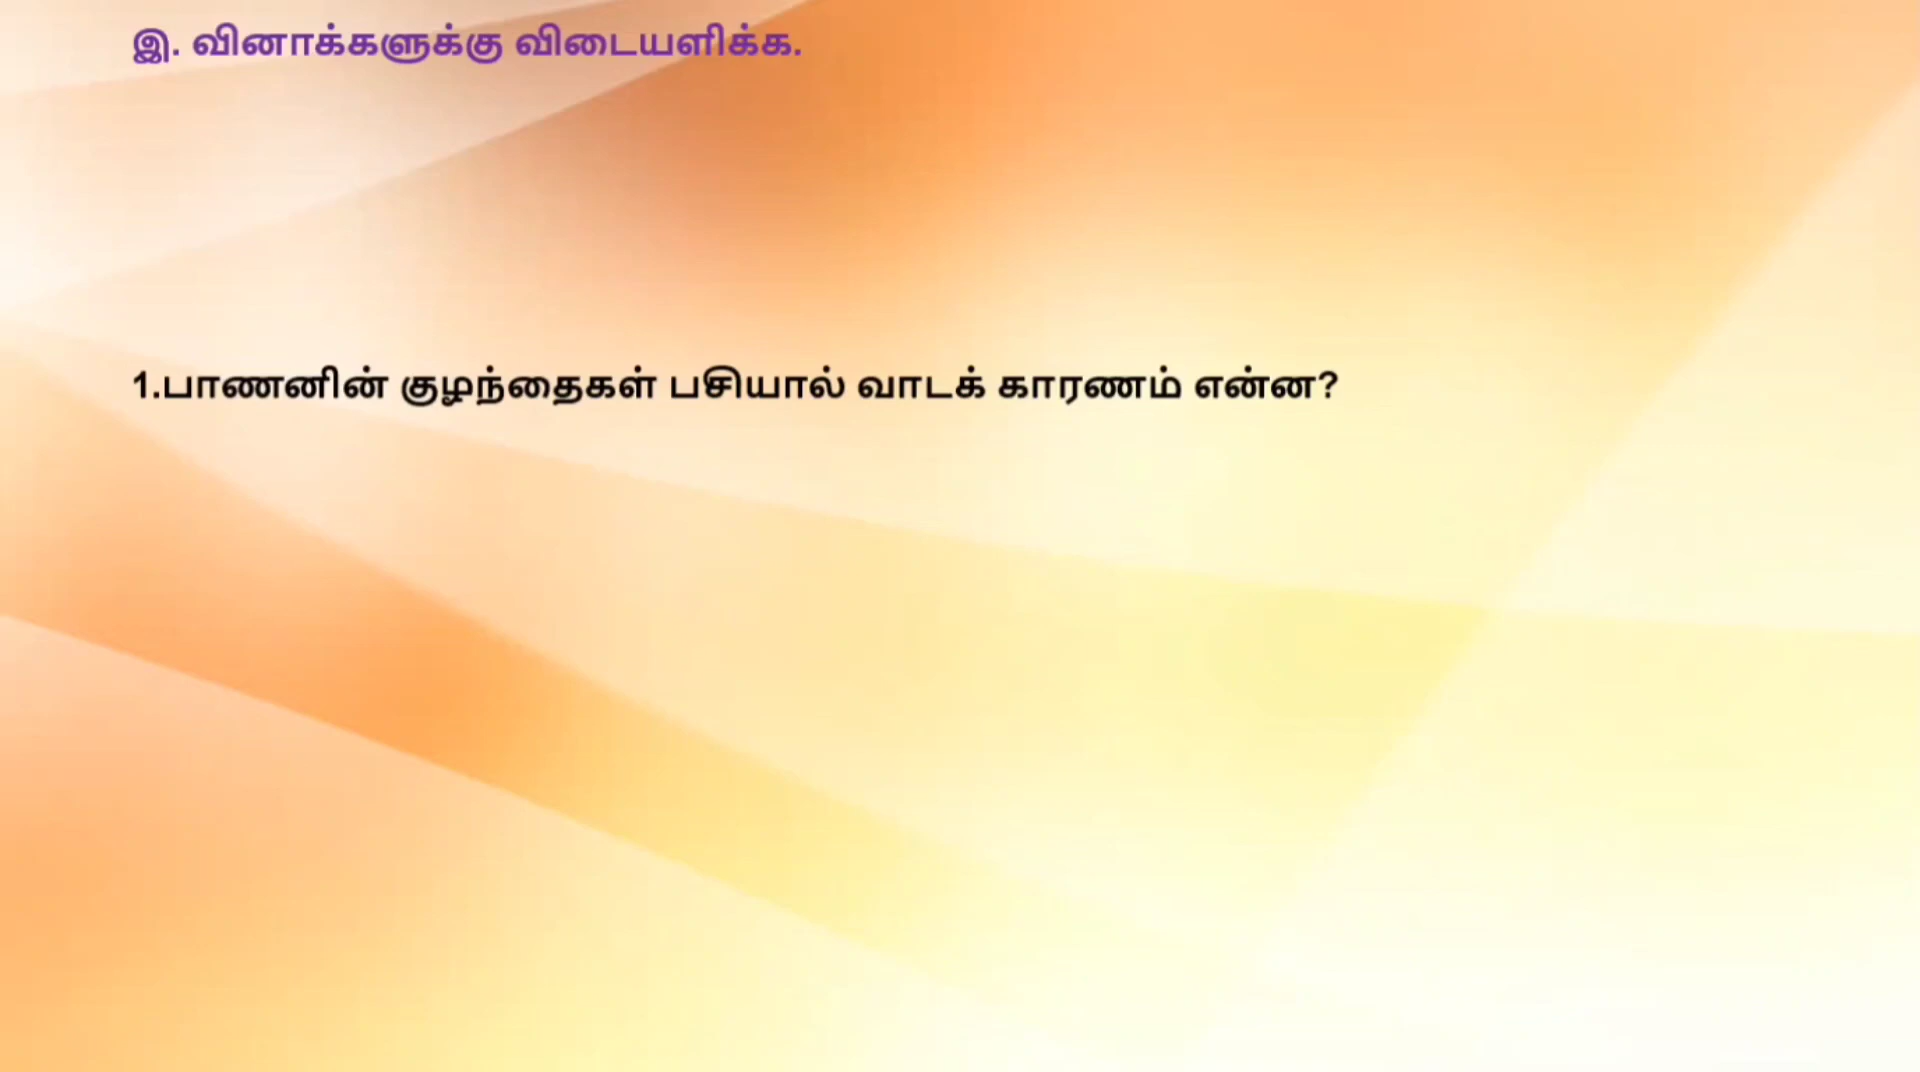 இ. வினாக்களுக்கு விடையளிக்க.
1.பாணனின் குழந்தைகள் பசியால் வாடக் காரணம் என்ன?